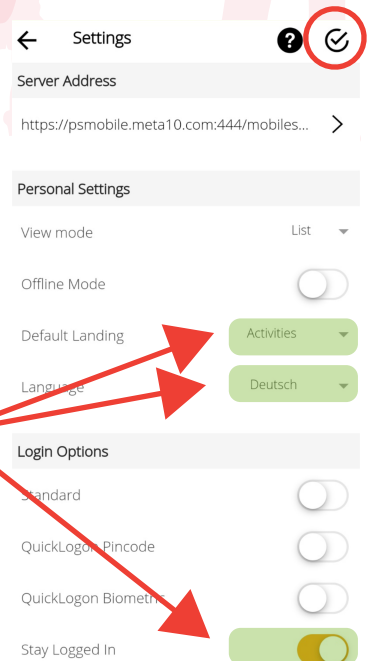 Settings
Server Address
https://psmobile.meta10.com:444/mobiles...
Personal Settings
View mode List
Offline Mode
Default Landing Activities
Language Deutsch
Login Options
Standard
QuickLogon Pincode
QuickLogon Biometric
Stay Logged In